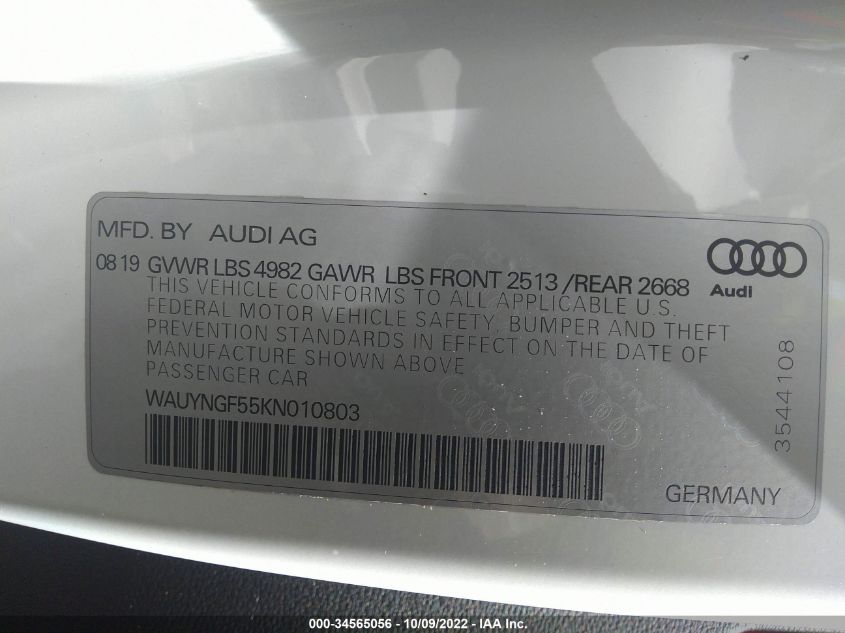 MFD. BY AUDI AG
0819 GVWR LBS 4982 GAWR LBS FRONT 2513 /REAR 2668
THIS VEHICLE CONFORMS TO ALL APPLICABLE U.S.
FEDERAL MOTOR VEHICLE SAFETY, BUMPER AND THEFT
PREVENTION STANDARDS IN EFFECT ON THE DATE OF
MANUFACTURE SHOWN ABOVE
PASSENGER CAR
WAUYNGF55KN010803
Audi
3544108
GERMANY
000-34565056 - 10/09/2022 - IAA Inc.